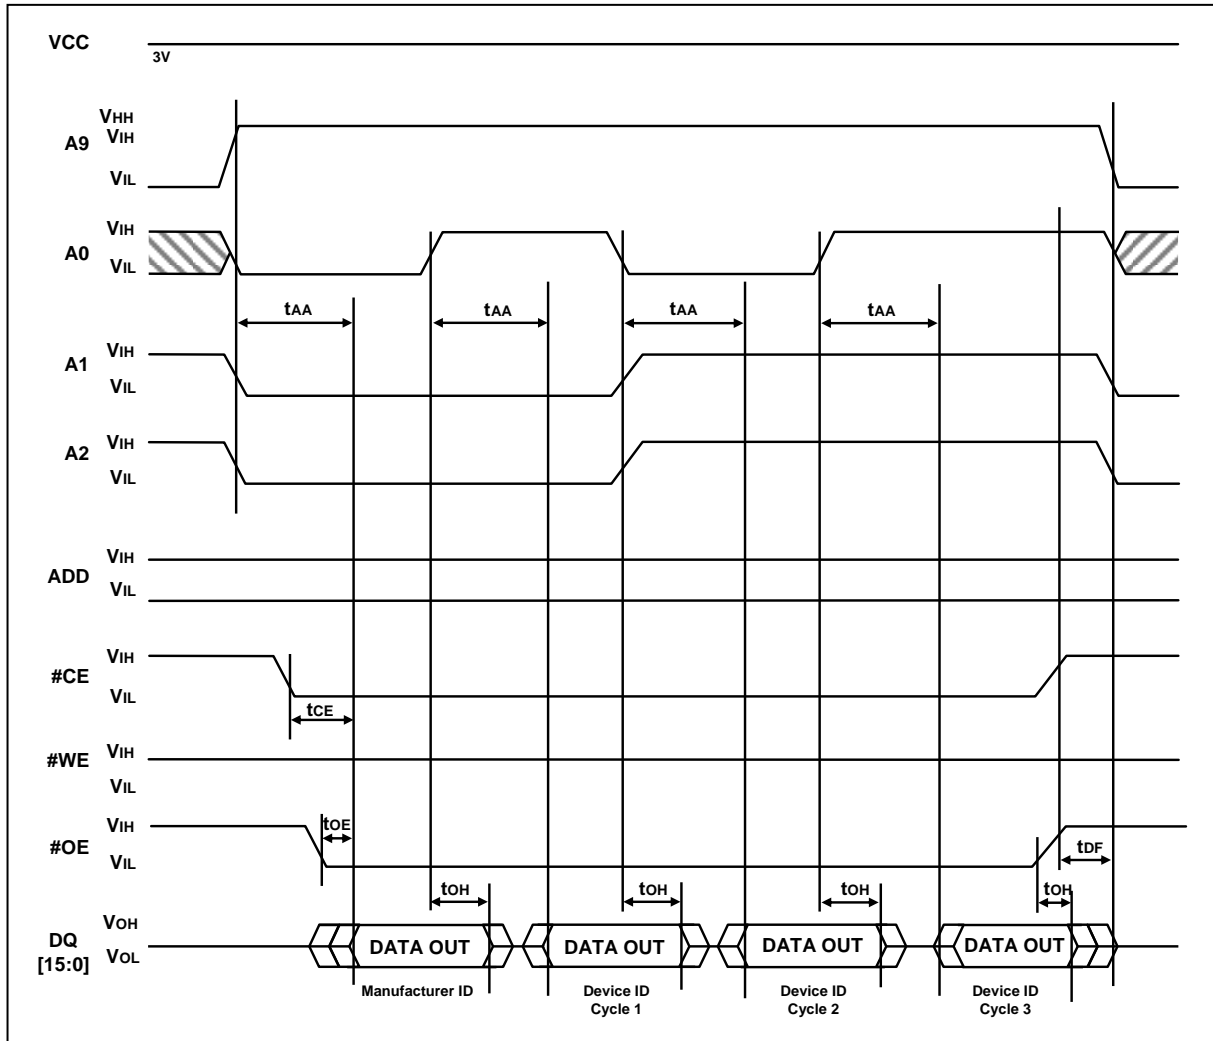 VCC
3V
VHH
VIH
A9
VIL
VIH
A0
VIL
tAA tAA tAA tAA
VIH
A1
VIL
VIH
A2
VIL
VIH
ADD
VIL
VIH
#CE
VIL
tCE
VIH
#WE
VIL
VIH
tOE
#OE
VIL
tDF
tOH tOH tOH tOH
VOH
DQ
[15:0]
VOL
DATA OUT DATA OUT DATA OUT DATA OUT
Manufacturer ID
Device ID
Cycle 1
Device ID
Cycle 2
Device ID
Cycle 3